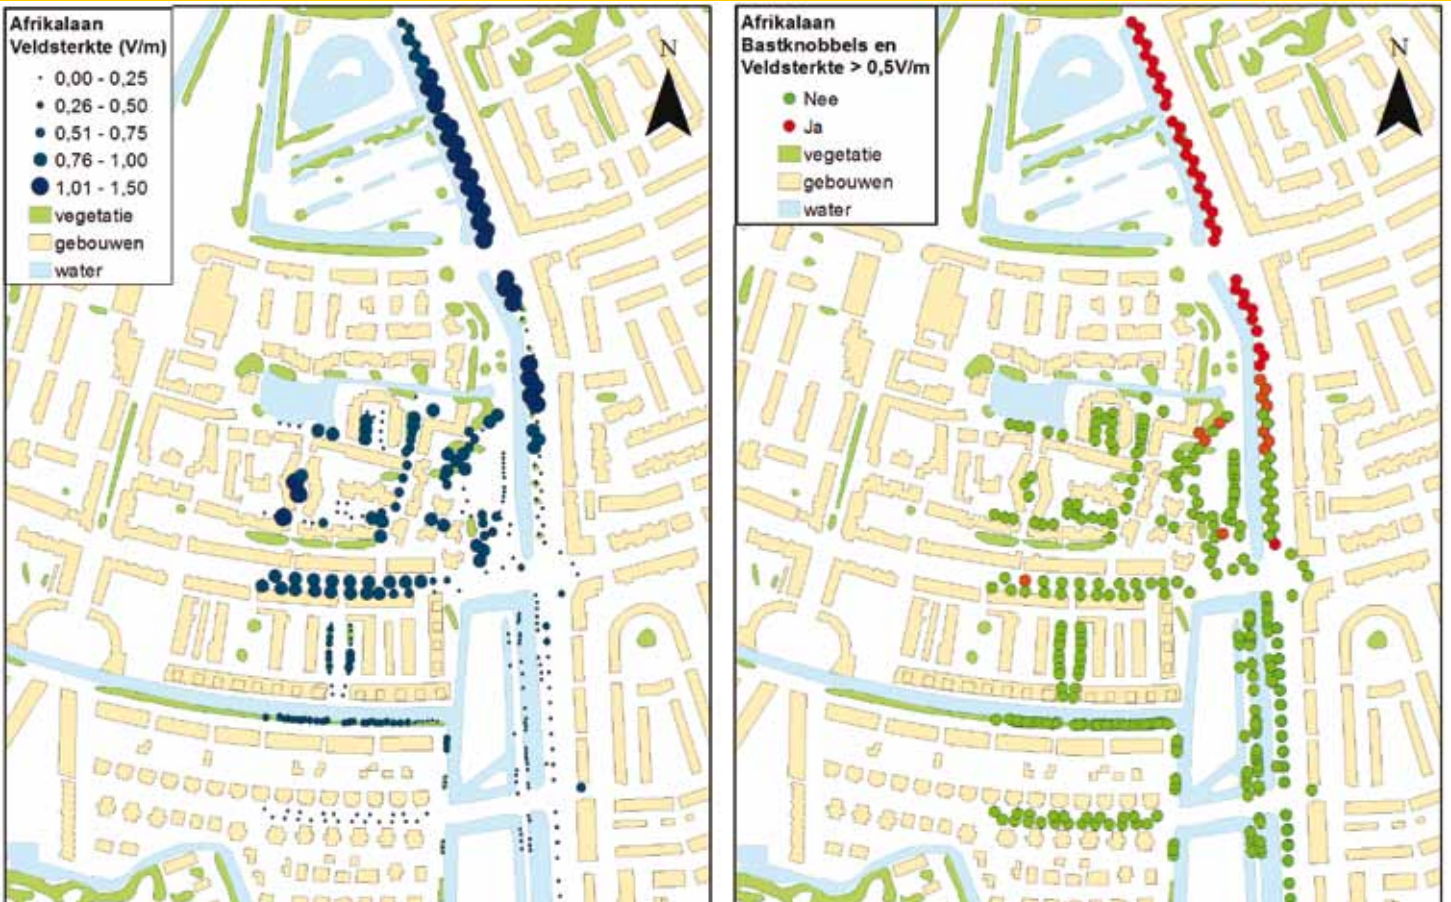 Afrikalaan
Veldsterkte (V/m)
0,00 - 0,25
0,26 - 0,50
0,51 - 0,75
0,76 - 1,00
1,01 - 1,50
vegetatie
gebouwen
water
N
Afrikalaan
Bastknobbels en
Veldsterkte > 0,5V/m
Nee
Ja
vegetatie
gebouwen
water
N